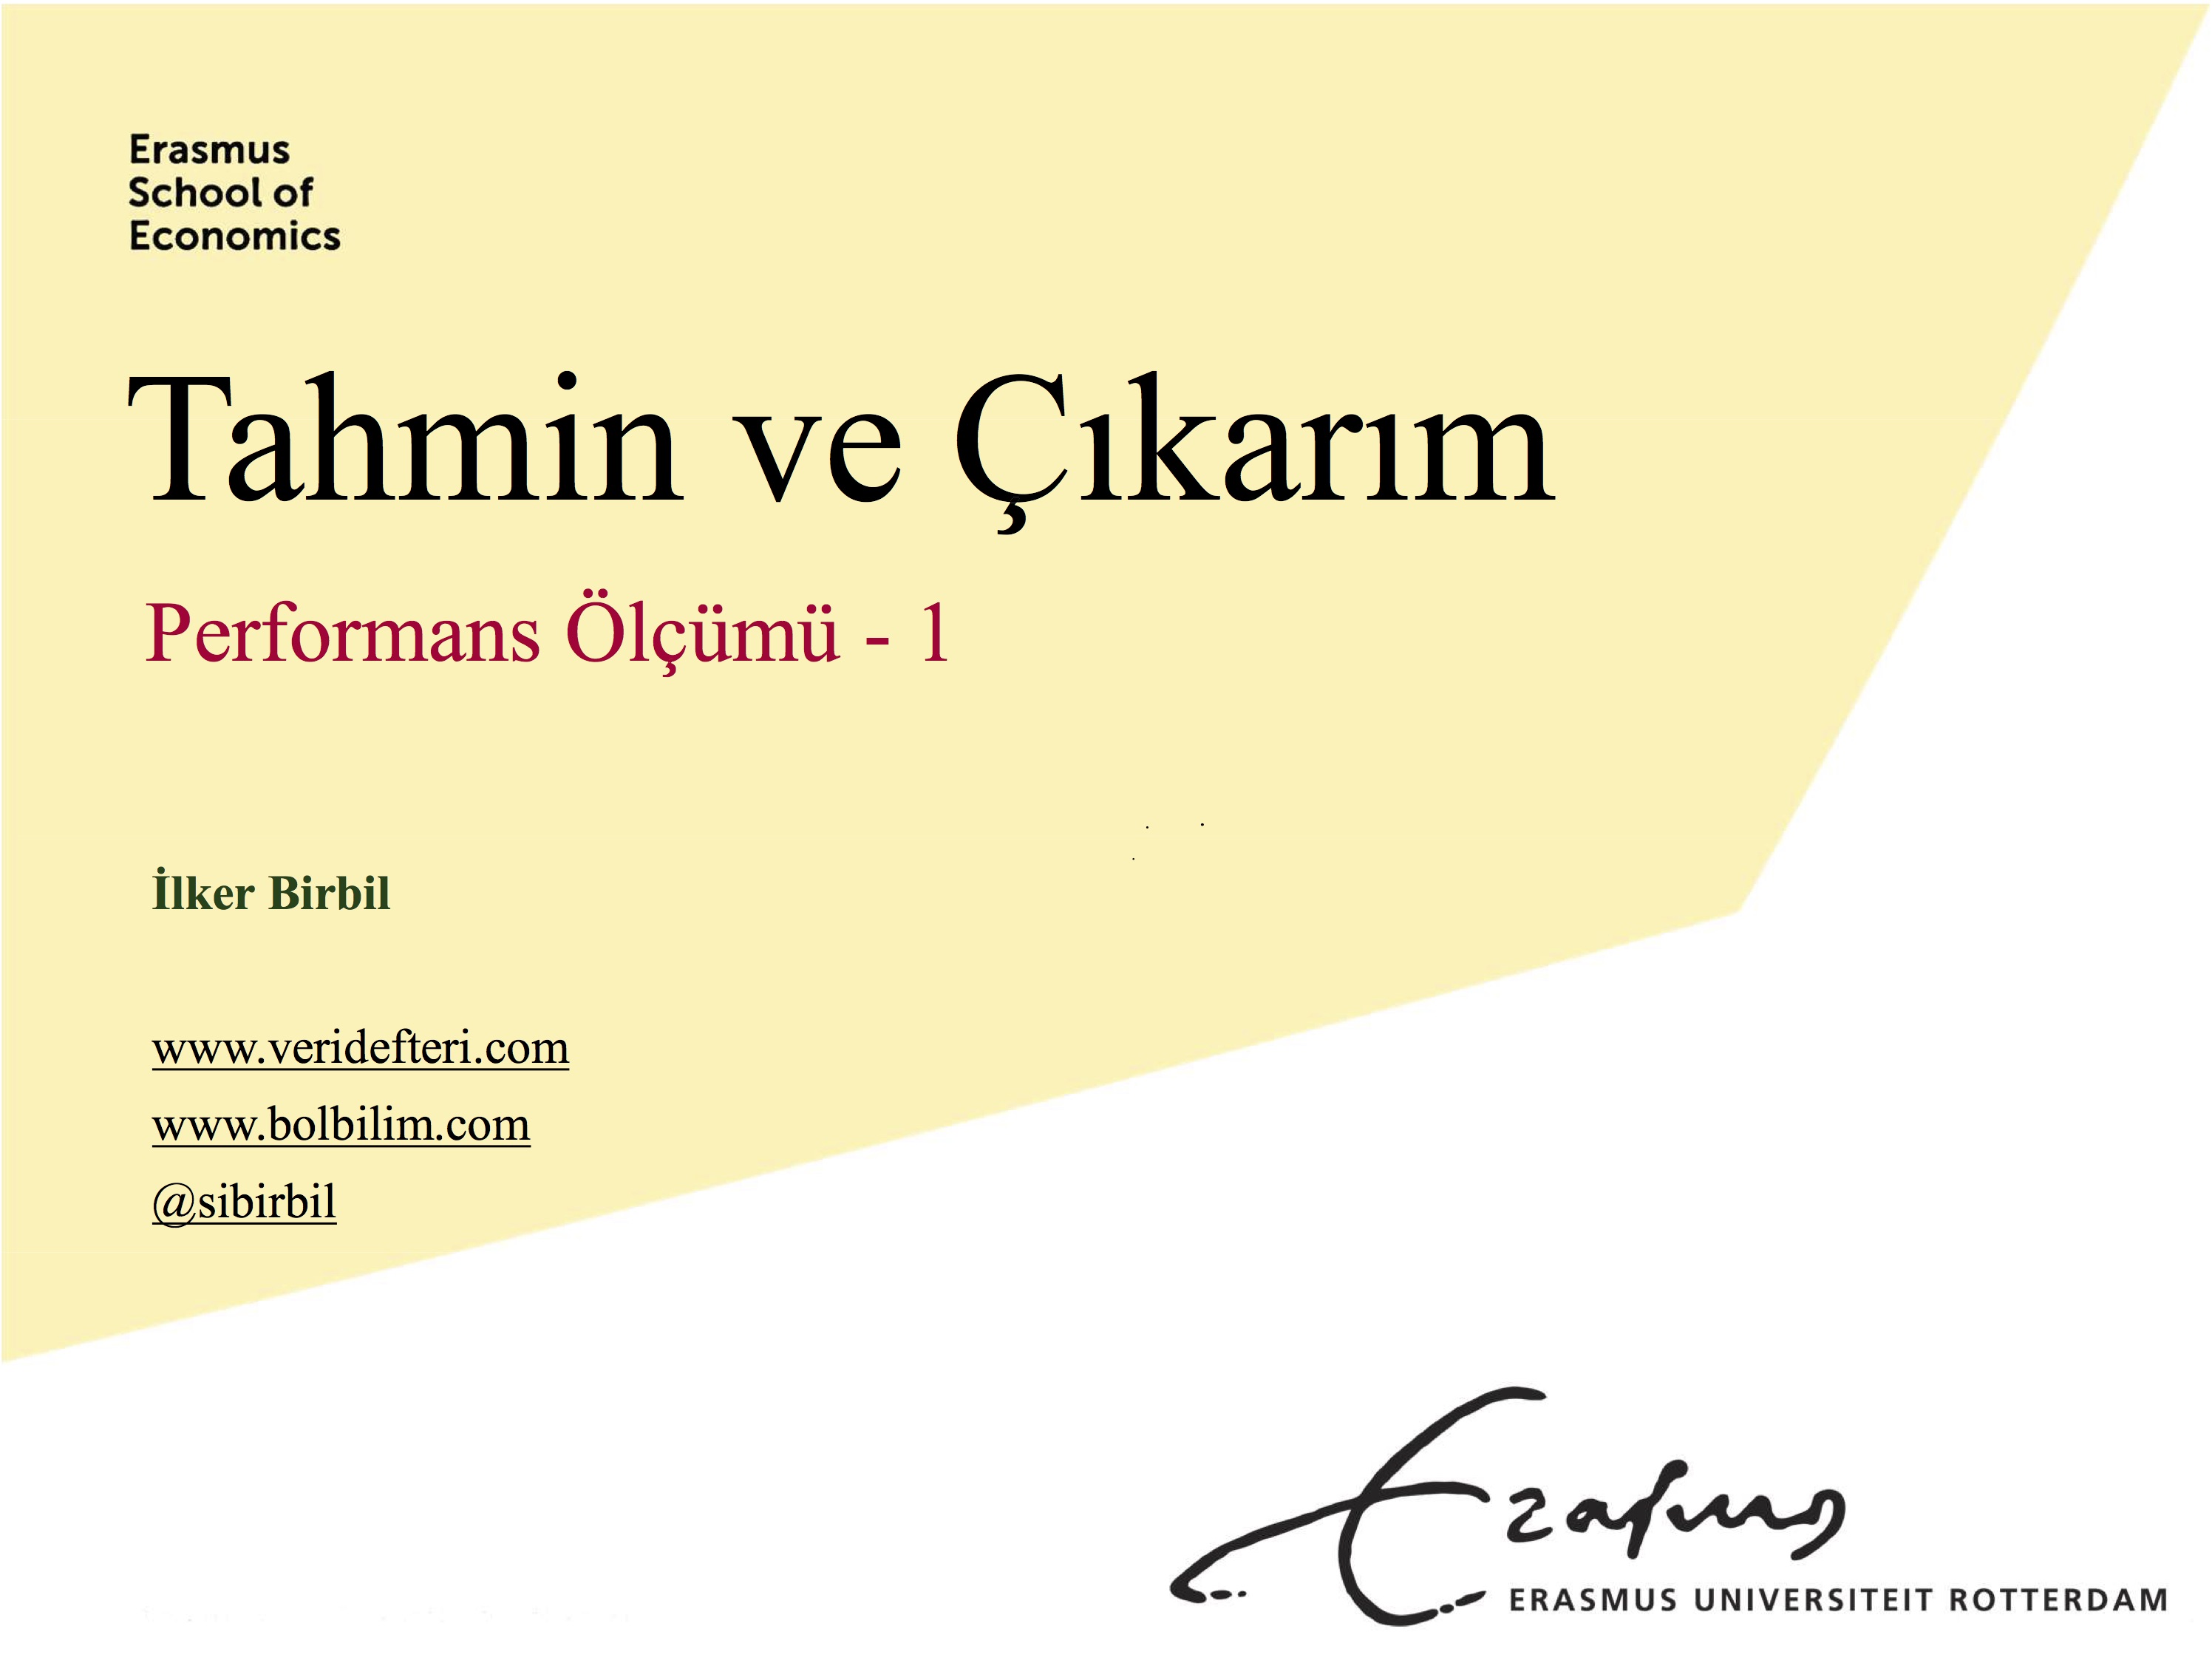 Erasmus
School of
Economics
Tahmin ve Çıkarım
Performans Ölçümü - 1
İlker Birbil
www.veridefteri.com
www.bolbilim.com
@sibirbil
Erasmus
ERASMUS UNIVERSITEIT ROTTERDAM